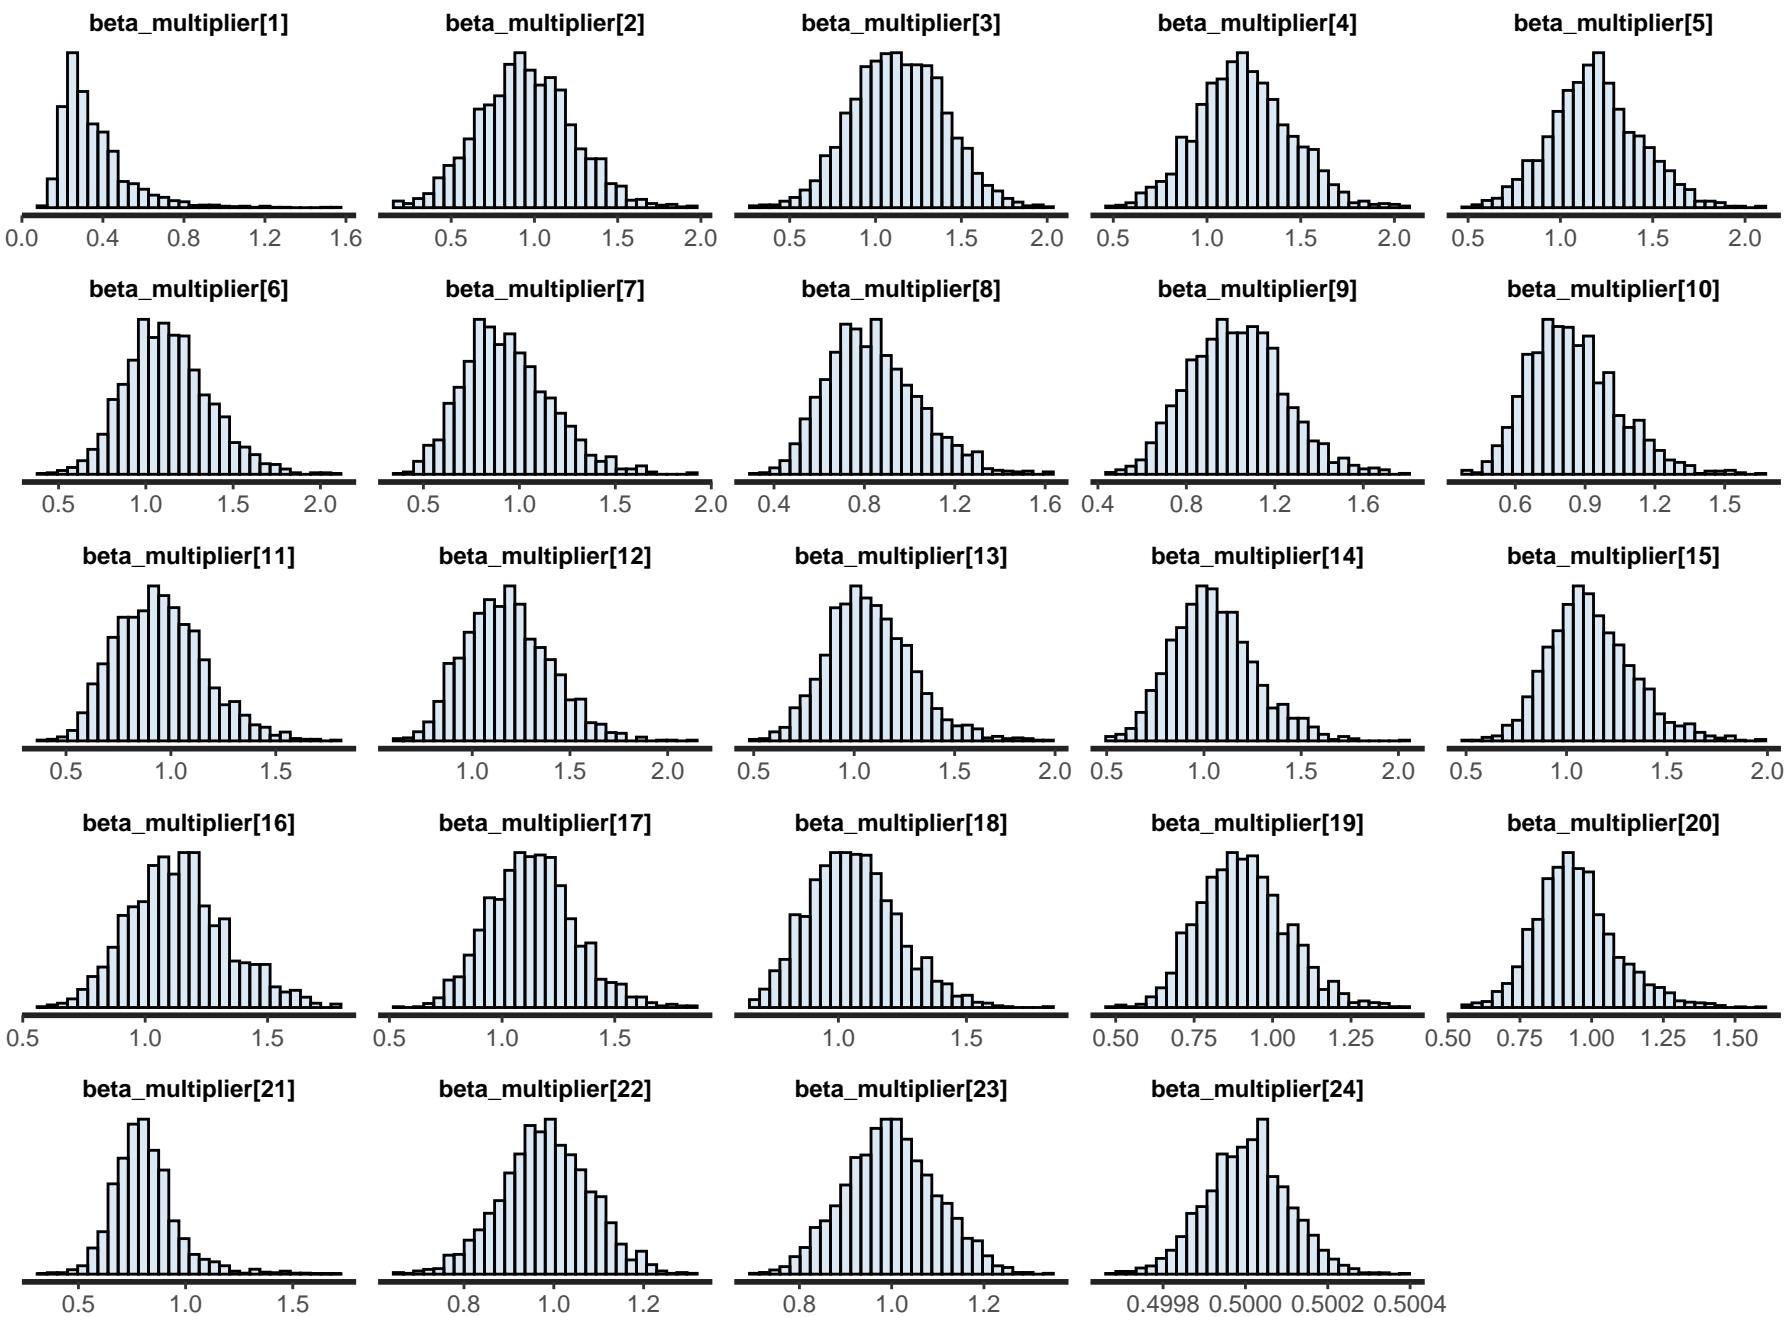 beta_multiplier[1] beta_multiplier[2] beta_multiplier[3] beta_multiplier[4] beta_multiplier[5]
0.0 0.4 0.8 1.2 1.6 0.5 1.0 1.5 2.0 0.5 1.0 1.5 2.0 0.5 1.0 1.5 2.0 0.5 1.0 1.5 2.0
beta_multiplier[6] beta_multiplier[7] beta_multiplier[8] beta_multiplier[9] beta_multiplier[10]
0.5 1.0 1.5 2.0 0.5 1.0 1.5 2.0 0.4 0.8 1.2 1.6 0.4 0.8 1.2 1.6 0.6 0.9 1.2 1.5
beta_multiplier[11] beta_multiplier[12] beta_multiplier[13] beta_multiplier[14] beta_multiplier[15]
0.5 1.0 1.5 1.0 1.5 2.0 0.5 1.0 1.5 2.0 0.5 1.0 1.5 2.0 0.5 1.0 1.5 2.0
beta_multiplier[16] beta_multiplier[17] beta_multiplier[18] beta_multiplier[19] beta_multiplier[20]
0.5 1.0 1.5 0.5 1.0 1.5 1.0 1.5 0.50 0.75 1.00 1.25 0.50 0.75 1.00 1.25 1.50
beta_multiplier[21] beta_multiplier[22] beta_multiplier[23] beta_multiplier[24]
0.5 1.0 1.5 0.8 1.0 1.2 0.8 1.0 1.2 0.4998 0.5000 0.5002 0.5004